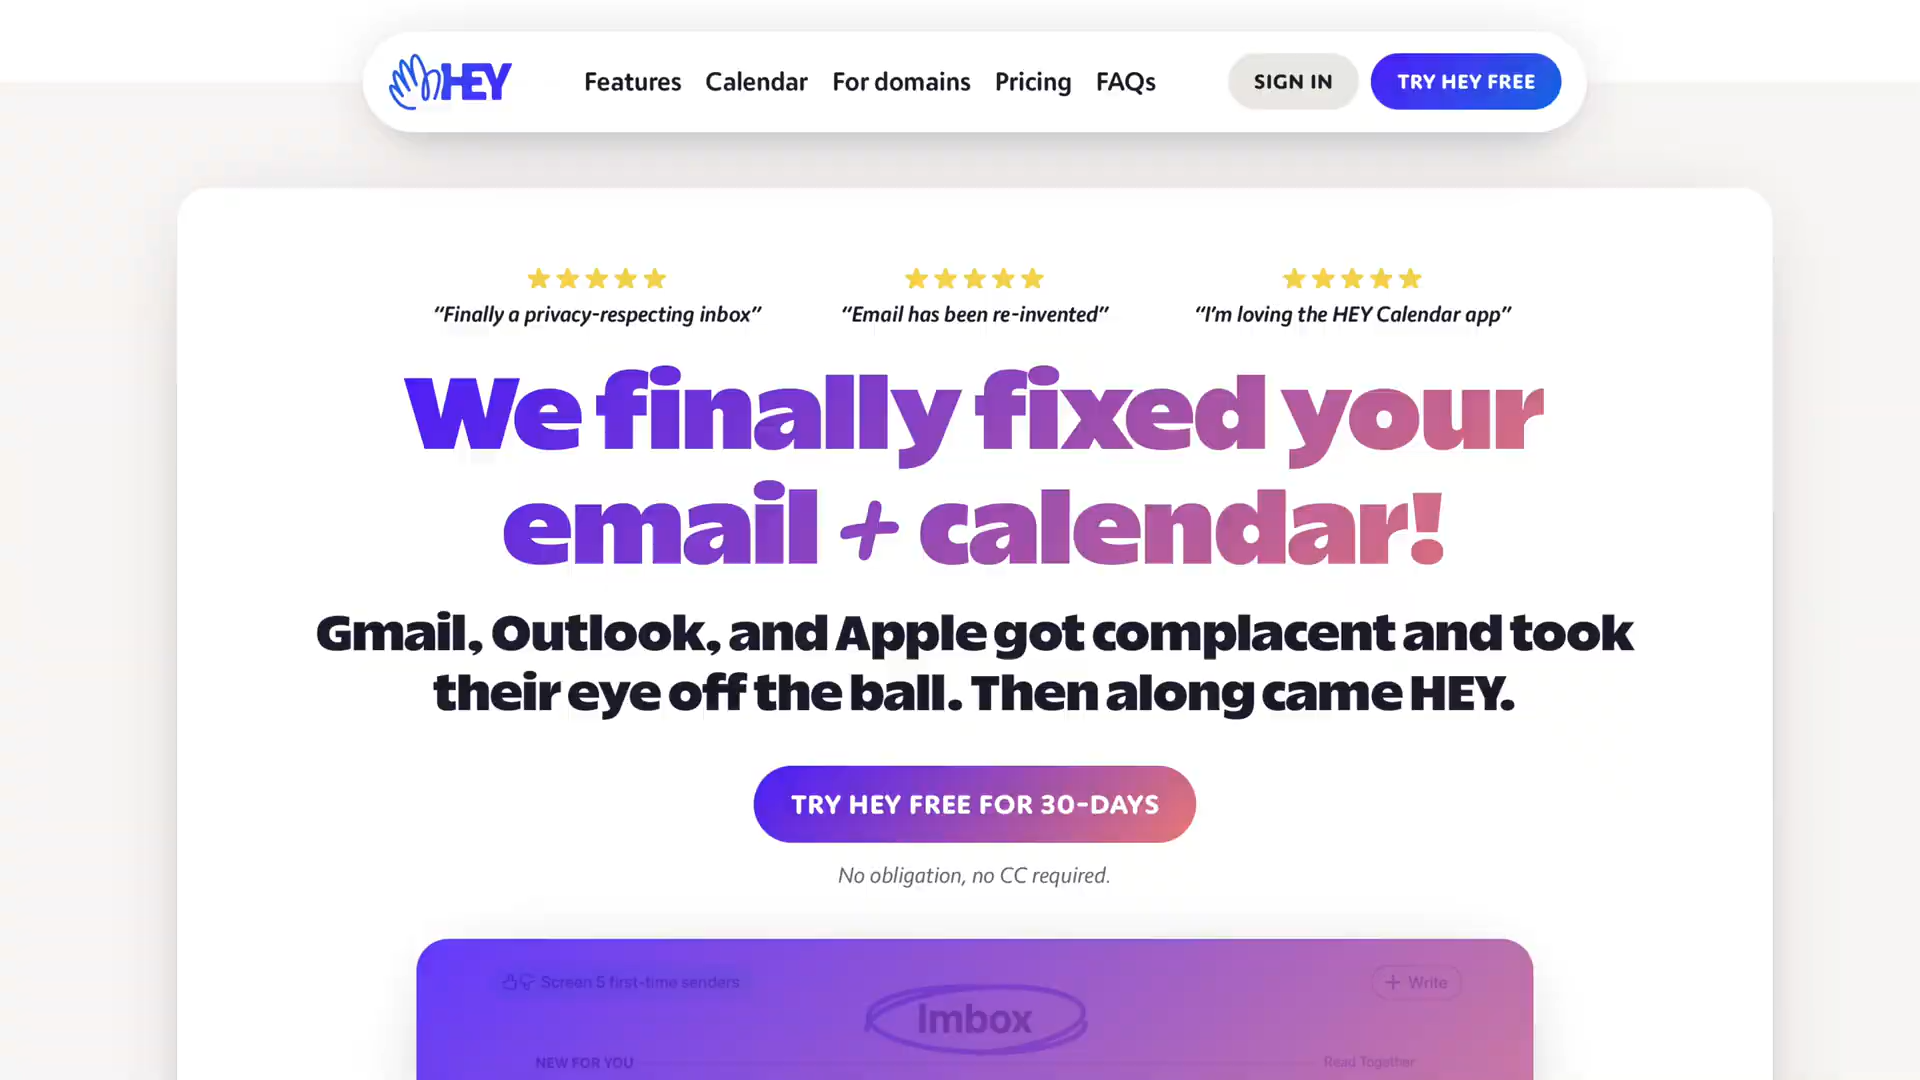 HEY
Features
Calendar
For domains
Pricing
FAQs
SIGN IN
TRY HEY FREE
“Finally a privacy-respecting inbox”
“Email has been re-invented”
“I’m loving the HEY Calendar app”
We finally fixed your
email + calendar!
Gmail, Outlook, and Apple got complacent and took
their eye off the ball. Then along came HEY.
TRY HEY FREE FOR 30-DAYS
No obligation, no CC required.
Screen 5 first-time senders
Write
Imbox
NEW FOR YOU
Read Together